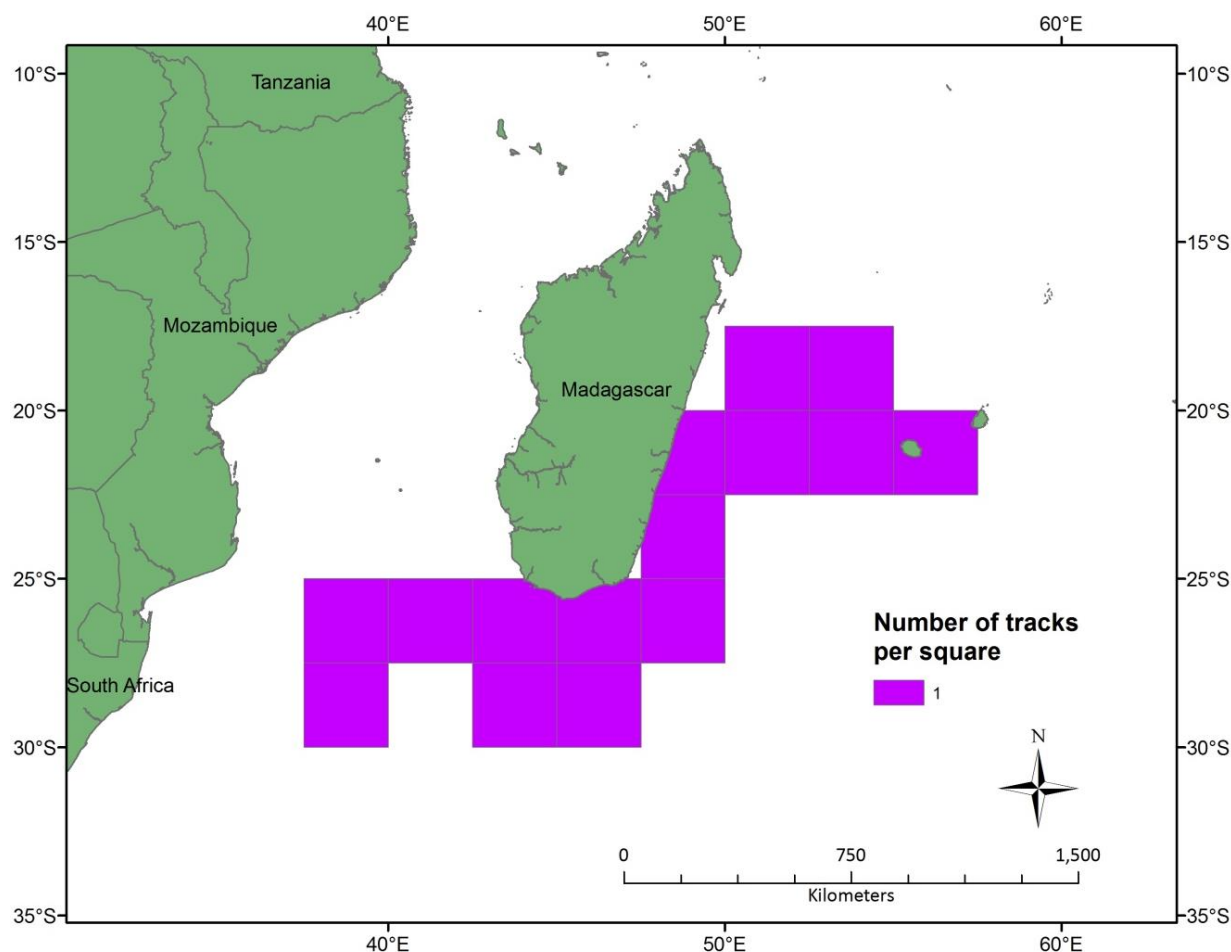 40°E 50°E 60°E
10°S 10°S
Tanzania
15°S 15°S
Mozambique
Madagascar
20°S 20°S
25°S 25°S
Number of tracks
per square
1
South Africa
30°S 30°S
N
0 750 1,500
Kilometers
35°S 35°S
40°E 50°E 60°E